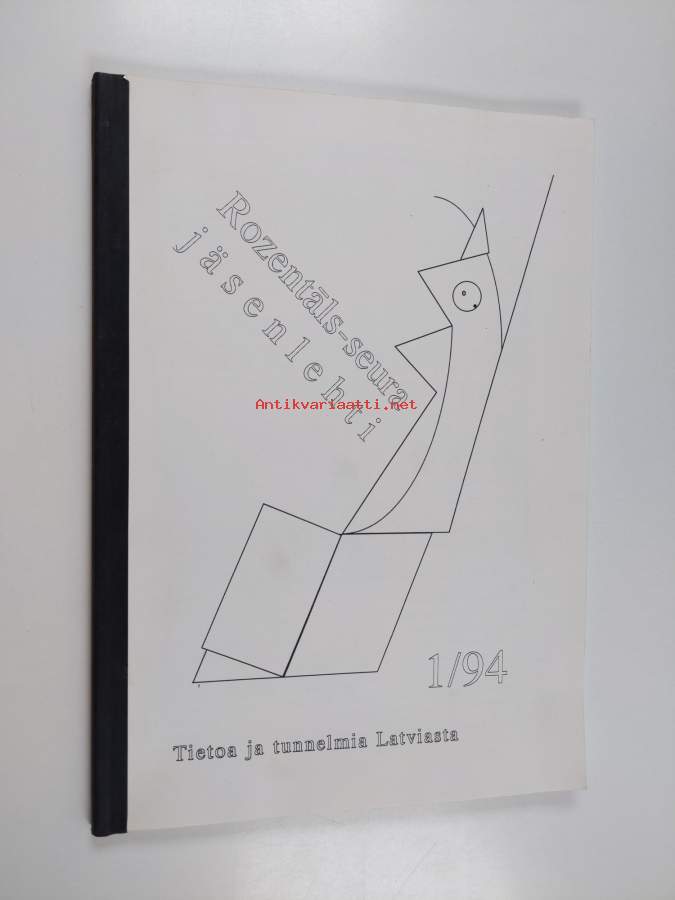 Rozentāls-seura
jäsenlehti
Antikvariaatti.net
1/94
Tietoa ja tunnelmia Latviasta